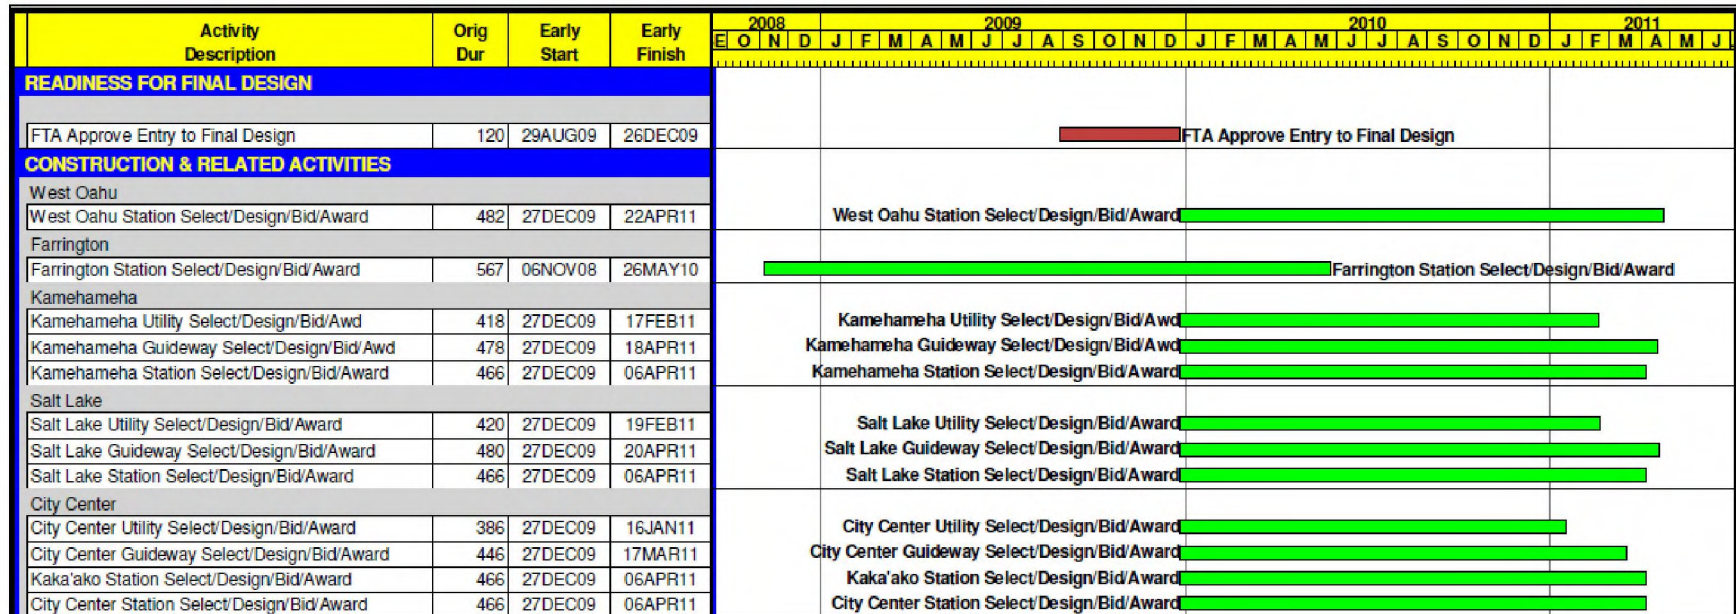 Activity Description Orig Dur Early Start Early Finish
2008 2009 2010 2011
E O N D J F M A M J J A S O N D J F M A M J J A S O N D J F M A M J
READINESS FOR FINAL DESIGN
FTA Approve Entry to Final Design 120 29AUG09 26DEC09 FTA Approve Entry to Final Design
CONSTRUCTION & RELATED ACTIVITIES
West Oahu
West Oahu Station Select/Design/Bid/Award 482 27DEC09 22APR11 West Oahu Station Select/Design/Bid/Award
Farrington
Farrington Station Select/Design/Bid/Award 567 06NOV08 26MAY10 Farrington Station Select/Design/Bid/Award
Kamehameha
Kamehameha Utility Select/Design/Bid/Awd 418 27DEC09 17FEB11 Kamehameha Utility Select/Design/Bid/Awd
Kamehameha Guideway Select/Design/Bid/Awd 478 27DEC09 18APR11 Kamehameha Guideway Select/Design/Bid/Awd
Kamehameha Station Select/Design/Bid/Award 466 27DEC09 06APR11 Kamehameha Station Select/Design/Bid/Award
Salt Lake
Salt Lake Utility Select/Design/Bid/Award 420 27DEC09 19FEB11 Salt Lake Utility Select/Design/Bid/Award
Salt Lake Guideway Select/Design/Bid/Award 480 27DEC09 20APR11 Salt Lake Guideway Select/Design/Bid/Award
Salt Lake Station Select/Design/Bid/Award 466 27DEC09 06APR11 Salt Lake Station Select/Design/Bid/Award
City Center
City Center Utility Select/Design/Bid/Award 386 27DEC09 16JAN11 City Center Utility Select/Design/Bid/Award
City Center Guideway Select/Design/Bid/Award 446 27DEC09 17MAR11 City Center Guideway Select/Design/Bid/Award
Kaka'ako Station Select/Design/Bid/Award 466 27DEC09 06APR11 Kaka'ako Station Select/Design/Bid/Award
City Center Station Select/Design/Bid/Award 466 27DEC09 06APR11 City Center Station Select/Design/Bid/Award